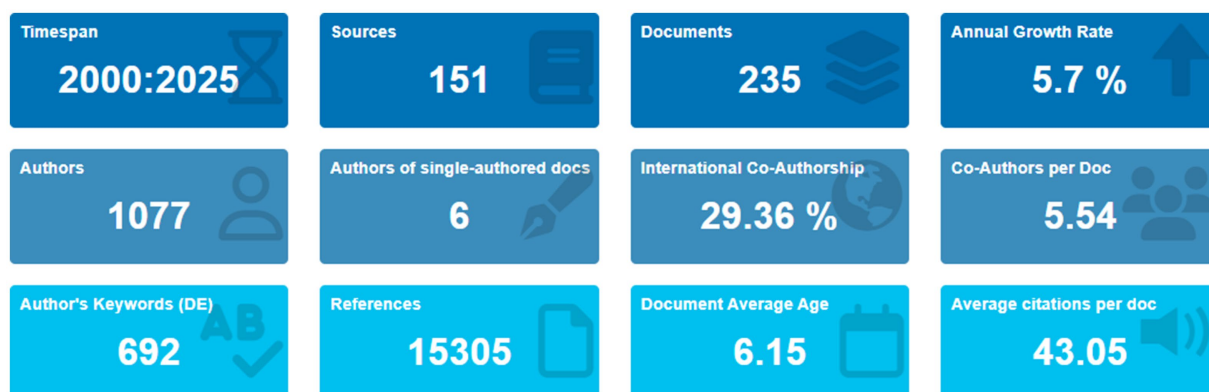 Timespan
2000:2025
Sources
151
Documents
235
Annual Growth Rate
5.7 %
Authors
1077
Authors of single-authored docs
6
International Co-Authorship
29.36 %
Co-Authors per Doc
5.54
Author's Keywords (DE)
692
AB
References
15305
Document Average Age
6.15
Average citations per doc
43.05